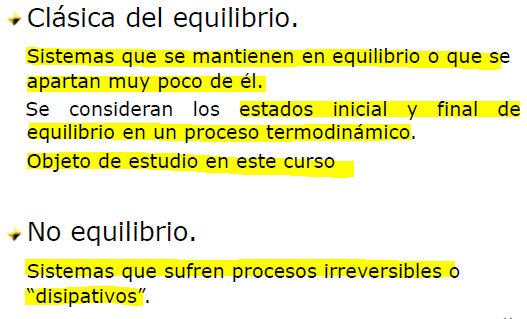 Clásica del equilibrio.
Sistemas que se mantienen en equilibrio o que se
apartan muy poco de él.
Se consideran los estados inicial y final de
equilibrio en un proceso termodinámico.
Objeto de estudio en este curso
No equilibrio.
Sistemas que sufren procesos irreversibles o
“disipativos”.